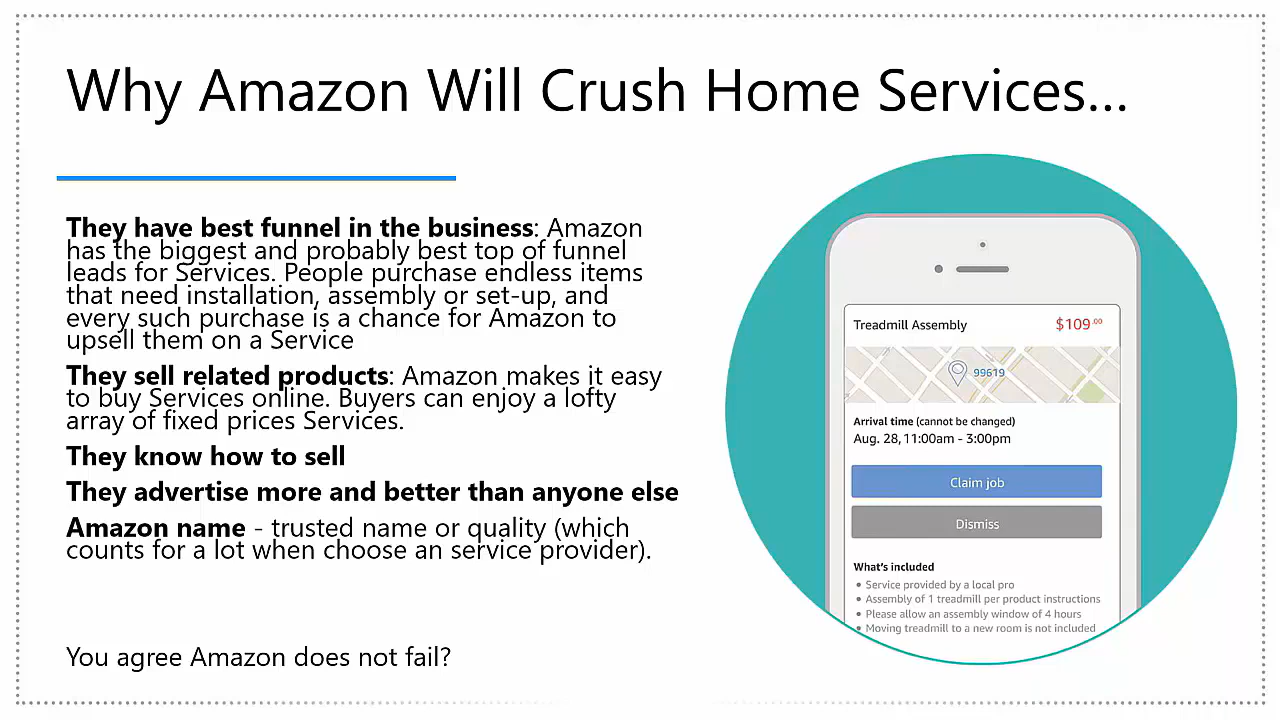 Why Amazon Will Crush Home Services...
They have best funnel in the business: Amazon
has the biggest and probably best top of funnel
leads for Services. People purchase endless items
that need installation, assembly or set-up, and
every such purchase is a chance for Amazon to
upsell them on a Service
They sell related products: Amazon makes it easy
to buy Services online. Buyers can enjoy a lofty
array of fixed prices Services.
They know how to sell
They advertise more and better than anyone else
Amazon name - trusted name or quality (which
counts for a lot when choose an service provider).
You agree Amazon does not fail?
Treadmill Assembly $109.00
99619
Arrival time (cannot be changed)
Aug. 28, 11:00am - 3:00pm
Claim job
Dismiss
What's included
• Service provided by a local pro
• Assembly of 1 treadmill per product instructions
• Please allow an assembly window of 4 hours
• Moving treadmill to a new room is not included